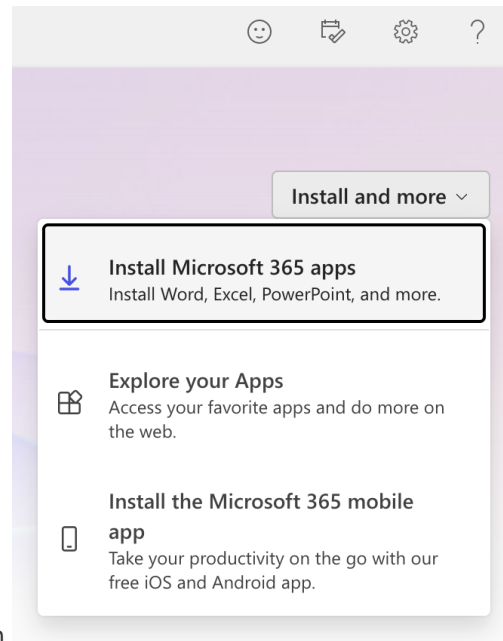 Install and more
Install Microsoft 365 apps
Install Word, Excel, PowerPoint, and more.
Explore your Apps
Access your favorite apps and do more on
the web.
Install the Microsoft 365 mobile
app
Take your productivity on the go with our
free iOS and Android app.